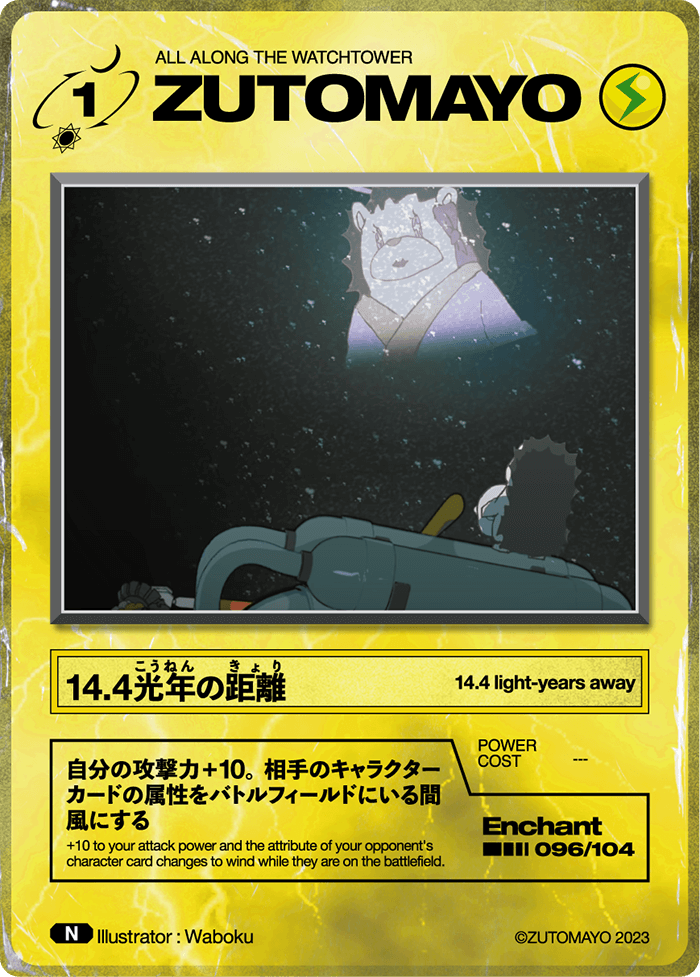 ALL ALONG THE WATCHTOWER
1
ZUTOMAYO
こうねん きょり
14.4光年の距離
14.4 light-years away
自分の攻撃力+10。相手のキャラクター
カードの属性をバトルフィールドにいる間
風にする
+10 to your attack power and the attribute of your opponent's
character card changes to wind while they are on the battlefield.
POWER
COST ---
Enchant
096/104
N Illustrator : Waboku
©ZUTOMAYO 2023